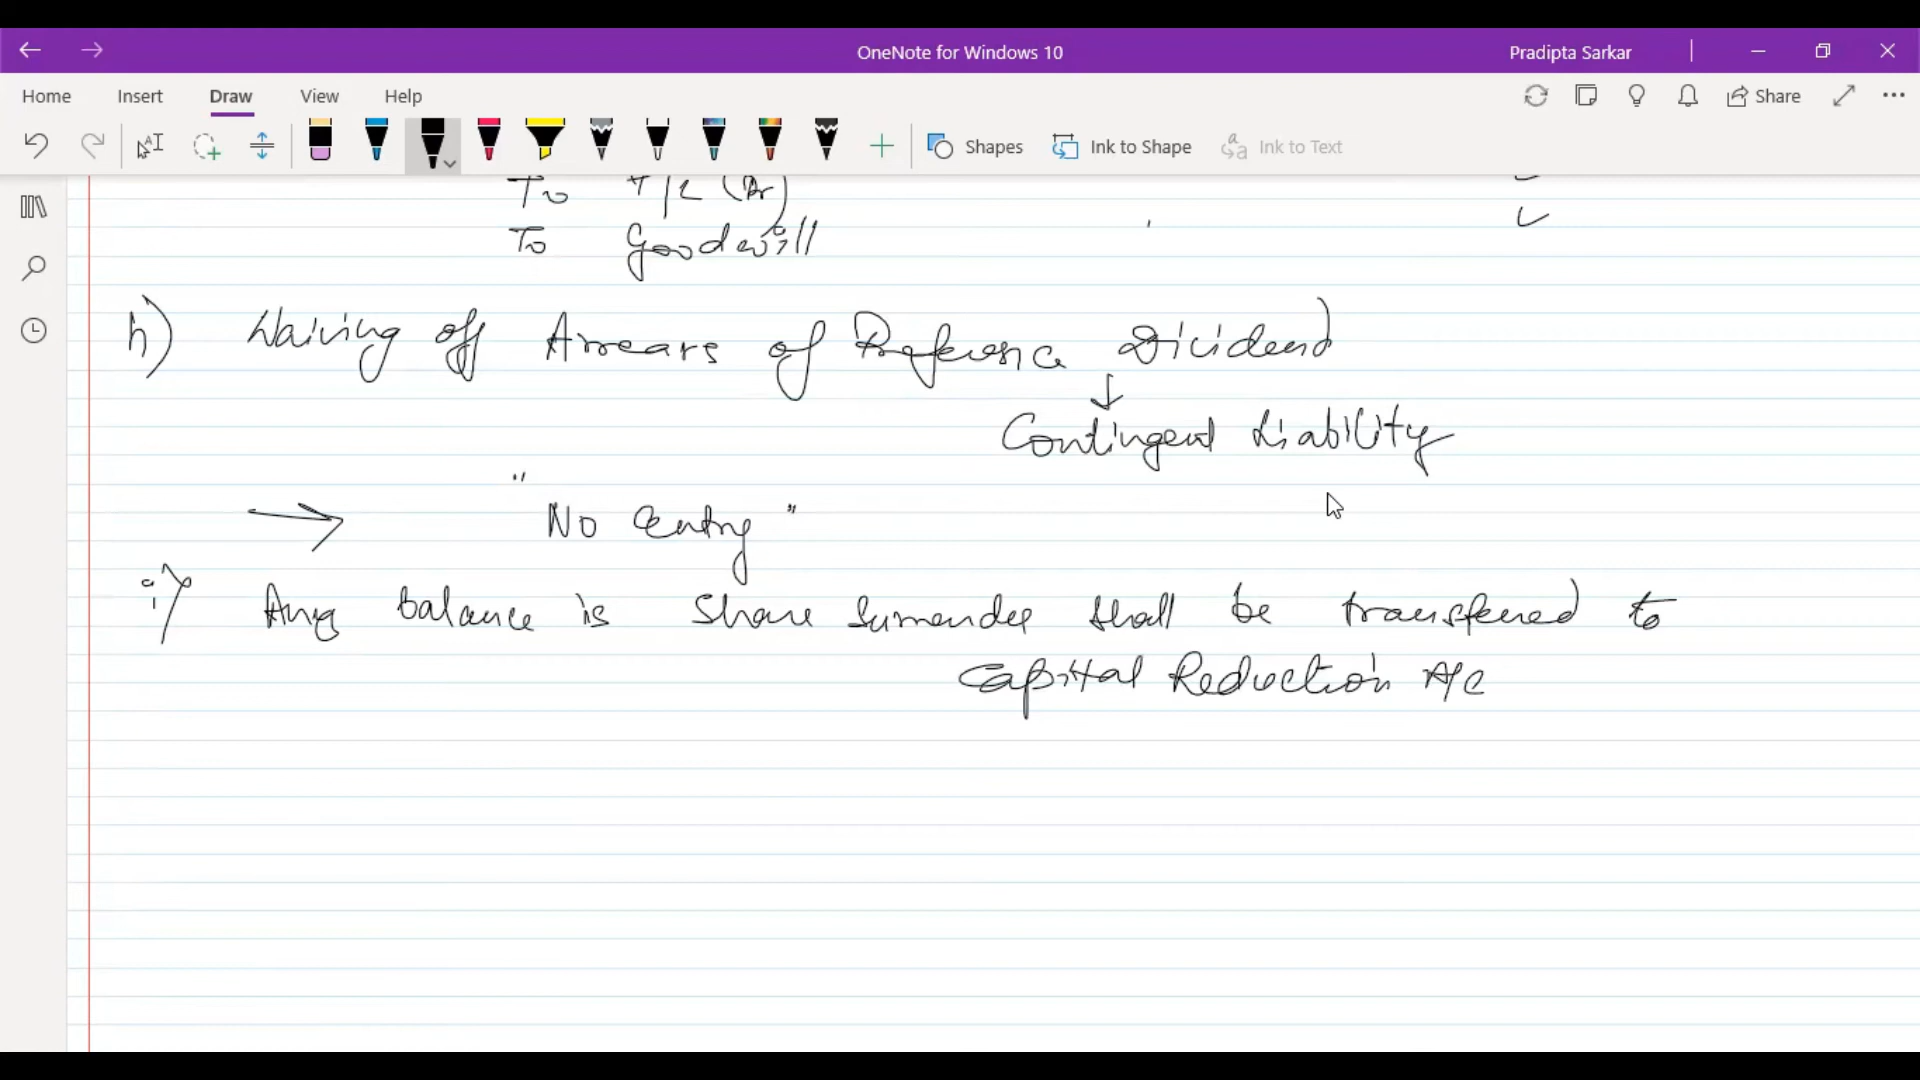 OneNote for Windows 10
Pradipta Sarkar
Home Insert Draw View Help
Share
Shapes Ink to Shape Ink to Text
To P/L (Dr)
To Goodwill
h) Waiving off Arrears of Preference Dividend
Contingent Liability
"No Entry"
i) Any balance is Share Surrender shall be transferred to
Capital Reduction A/c